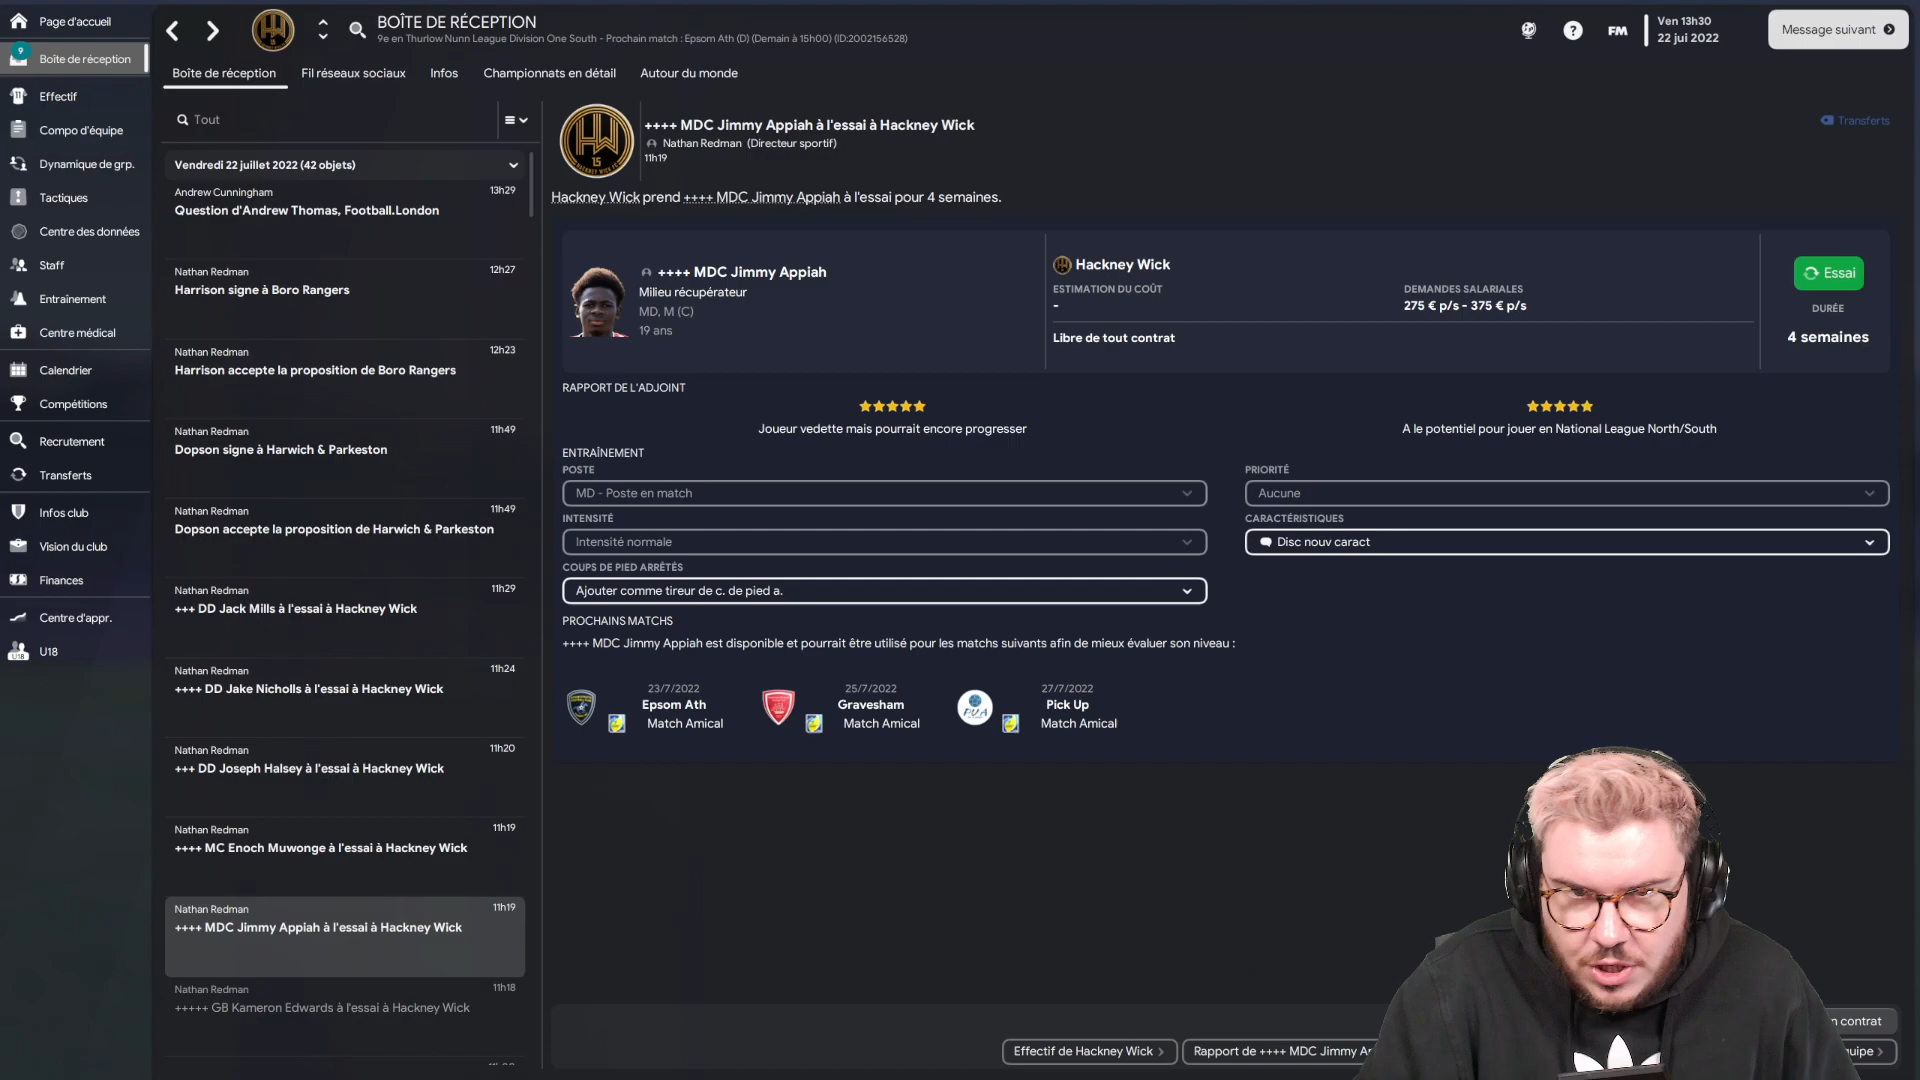 Page d'accueil
9
Boîte de réception
Effectif
Compo d'équipe
Dynamique de grp.
Tactiques
Centre des données
Staff
Entraînement
Centre médical
Calendrier
Compétitions
Recrutement
Transferts
Infos club
Vision du club
Finances
Centre d'appr.
U18
U18
BOÎTE DE RÉCEPTION
9e en Thurlow Nunn League Division One South - Prochain match : Epsom Ath (D) (Demain à 15h00) (ID:2002156528)
FM
Ven 13h30
22 jui 2022
Message suivant
Boîte de réception
Fil réseaux sociaux
Infos
Championnats en détail
Autour du monde
Tout
Vendredi 22 juillet 2022 (42 objets)
Andrew Cunningham 13h29
Question d'Andrew Thomas, Football.London
Nathan Redman 12h27
Harrison signe à Boro Rangers
Nathan Redman 12h23
Harrison accepte la proposition de Boro Rangers
Nathan Redman 11h49
Dopson signe à Harwich & Parkeston
Nathan Redman 11h49
Dopson accepte la proposition de Harwich & Parkeston
Nathan Redman 11h29
+++ DD Jack Mills à l'essai à Hackney Wick
Nathan Redman 11h24
++++ DD Jake Nicholls à l'essai à Hackney Wick
Nathan Redman 11h20
+++ DD Joseph Halsey à l'essai à Hackney Wick
Nathan Redman 11h19
++++ MC Enoch Muwonge à l'essai à Hackney Wick
Nathan Redman 11h19
++++ MDC Jimmy Appiah à l'essai à Hackney Wick
Nathan Redman 11h18
+++++ GB Kameron Edwards à l'essai à Hackney Wick
HW
15
++++ MDC Jimmy Appiah à l'essai à Hackney Wick
Nathan Redman (Directeur sportif)
11h19
Transferts
Hackney Wick prend ++++ MDC Jimmy Appiah à l'essai pour 4 semaines.
++++ MDC Jimmy Appiah
Milieu récupérateur
MD, M (C)
19 ans
Hackney Wick
ESTIMATION DU COÛT
-
DEMANDES SALARIALES
275 € p/s - 375 € p/s
Libre de tout contrat
Essai
DURÉE
4 semaines
RAPPORT DE L'ADJOINT
Joueur vedette mais pourrait encore progresser
A le potentiel pour jouer en National League North/South
ENTRAÎNEMENT
POSTE
MD - Poste en match
PRIORITÉ
Aucune
INTENSITÉ
Intensité normale
CARACTÉRISTIQUES
Disc nouv caract
COUPS DE PIED ARRÊTÉS
Ajouter comme tireur de c. de pied a.
PROCHAINS MATCHS
++++ MDC Jimmy Appiah est disponible et pourrait être utilisé pour les matchs suivants afin de mieux évaluer son niveau :
23/7/2022
Epsom Ath
Match Amical
25/7/2022
Gravesham
Match Amical
PVA
27/7/2022
Pick Up
Match Amical
n contrat
Effectif de Hackney Wick
Rapport de ++++ MDC Jimmy Ap
quipe